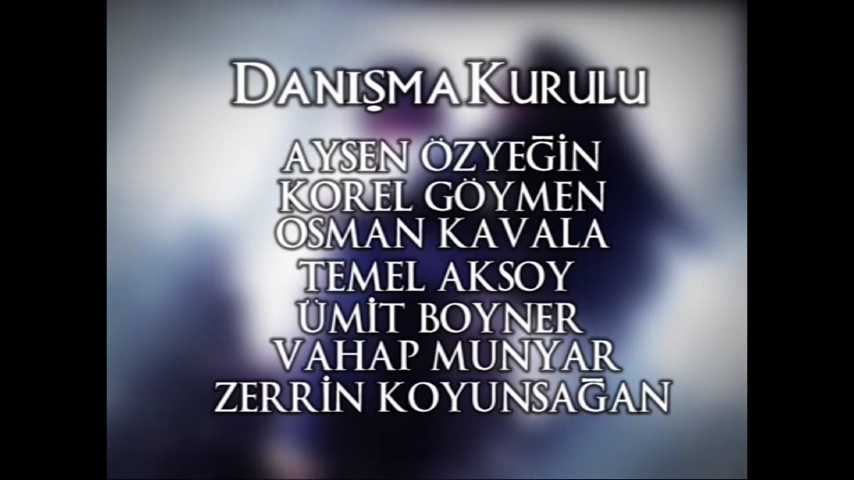 DANIŞMA KURULU
AYSEN ÖZYEĞİN
KOREL GÖYMEN
OSMAN KAVALA
TEMEL AKSOY
ÜMİT BOYNER
VAHAP MUNYAR
ZERRİN KOYUNSAĞAN